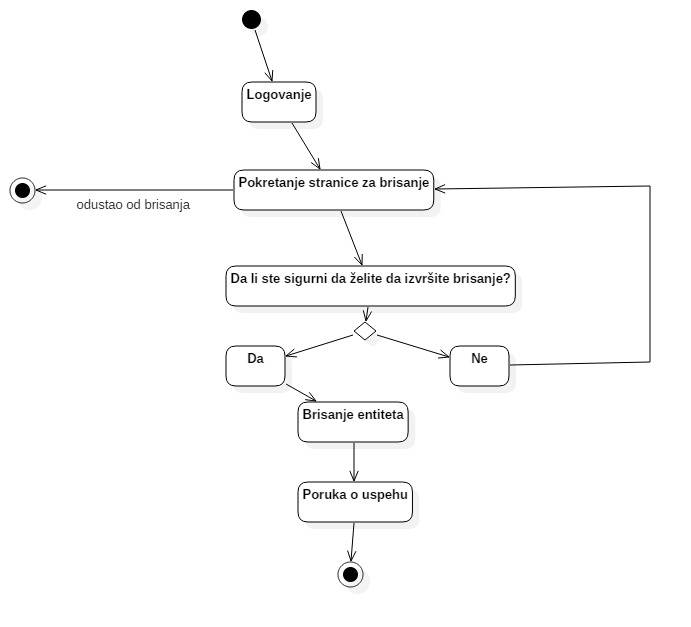 Logovanje
Pokretanje stranice za brisanje
odustao od brisanja
Da li ste sigurni da želite da izvršite brisanje?
Da
Ne
Brisanje entiteta
Poruka o uspehu